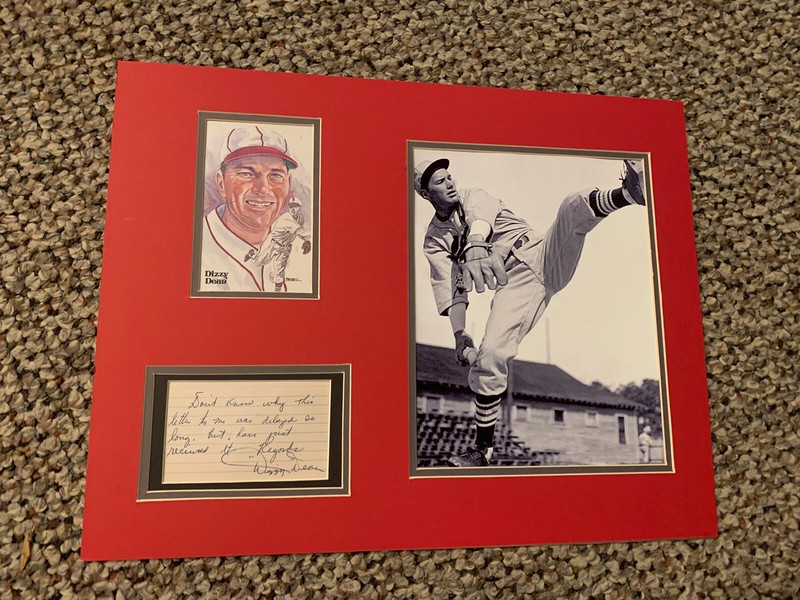 Dizzy
Dean
Don't Know why this
letter to me was delayed so
long, but, have just
received it. Regards
Dizzy Dean